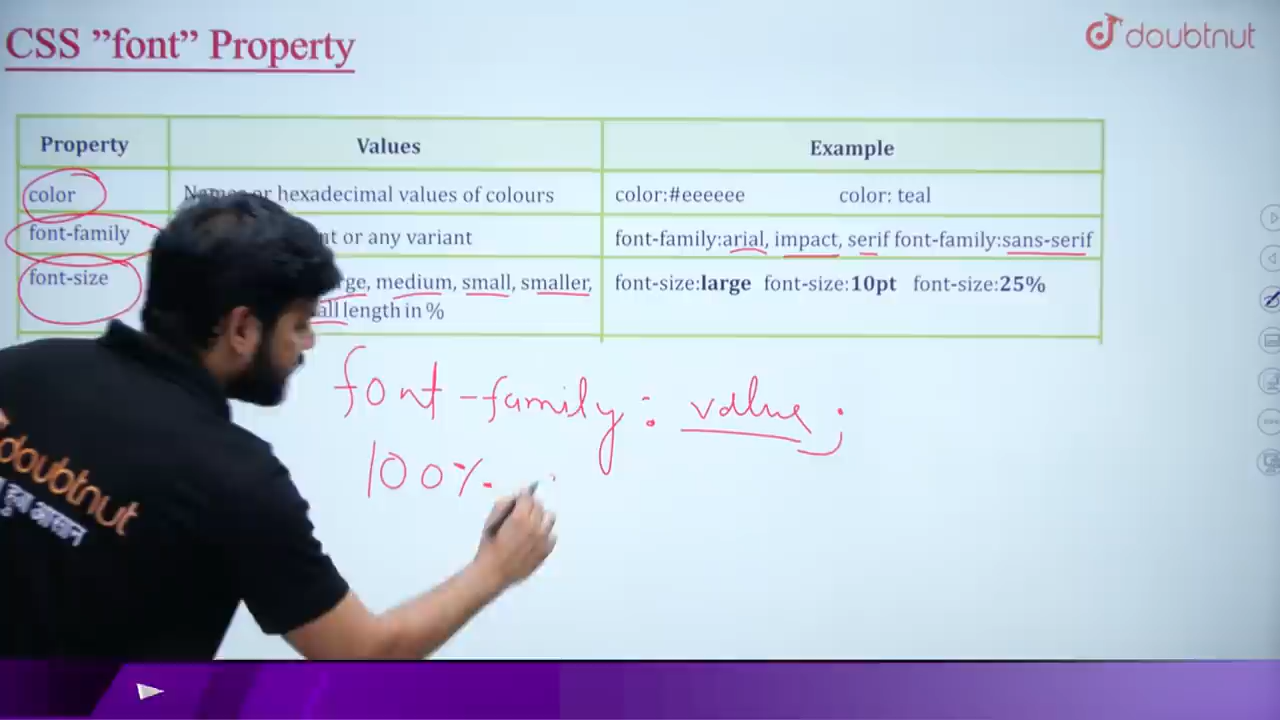 CSS ”font” Property
doubtnut
Property Values Example
color Names or hexadecimal values of colours color:#eeeeee color: teal
font-family or any variant font-family:arial, impact, serif font-family:sans-serif
font-size medium, small, smaller, font-size:large font-size:10pt font-size:25%
length in %
font-family: value;
100%
doubtnut